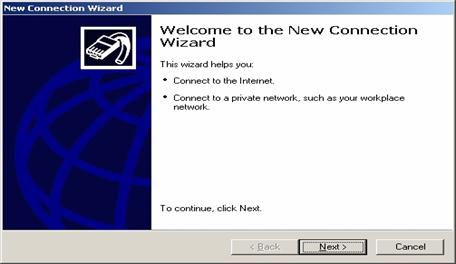 New Connection Wizard
Welcome to the New Connection
Wizard
This wizard helps you:
• Connect to the Internet.
• Connect to a private network, such as your workplace
network.
To continue, click Next.
< Back Next > Cancel